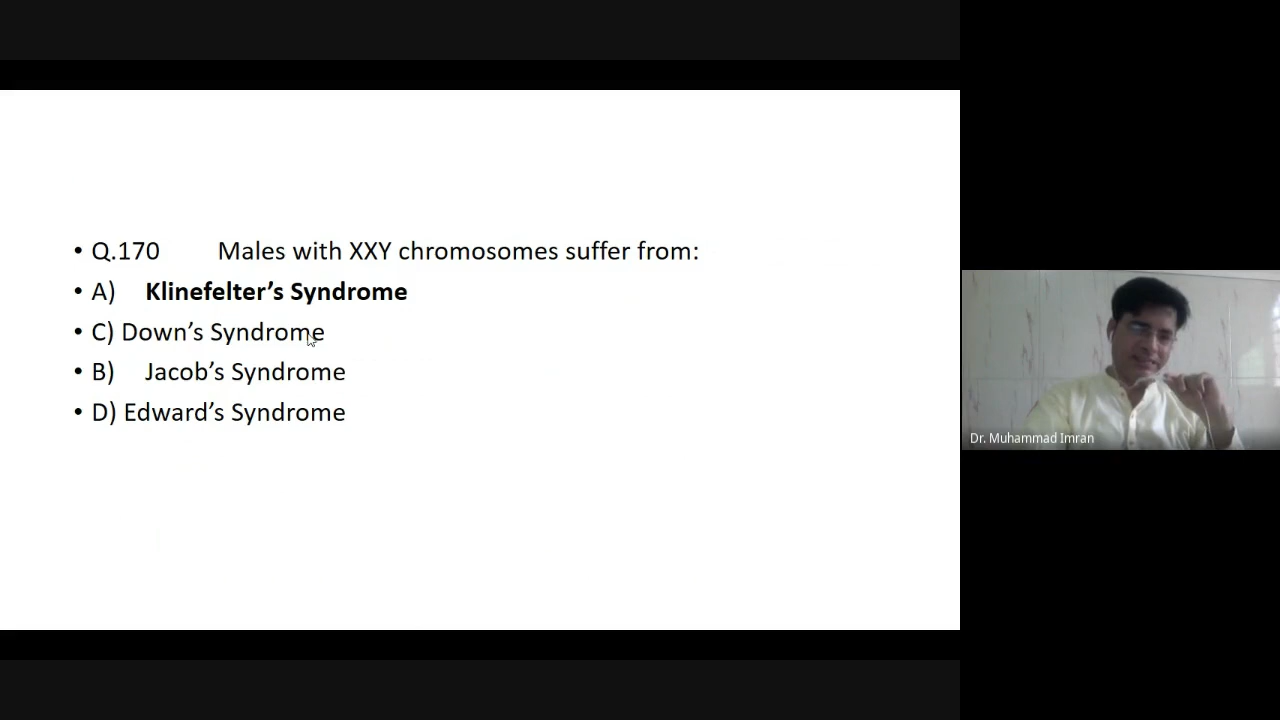 • Q.170 Males with XXY chromosomes suffer from:
• A) Klinefelter’s Syndrome
• C) Down’s Syndrome
• B) Jacob’s Syndrome
• D) Edward’s Syndrome
Dr. Muhammad Imran